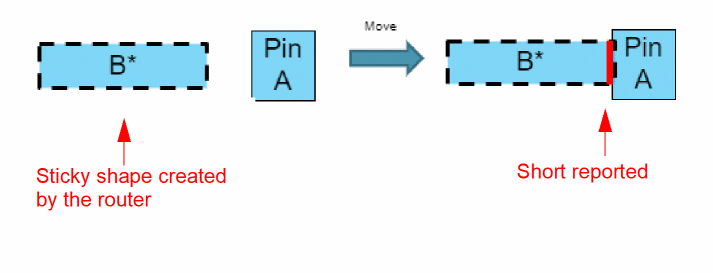 B*
Pin
A
Move
B*
Pin
A
Sticky shape created
by the router
Short reported